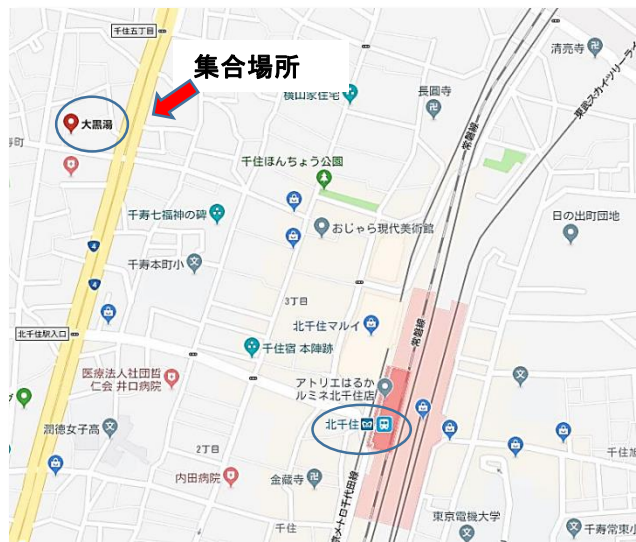 千住五丁目
集合場所
清亮寺
横山家住宅
長圓寺
東武スカイツリーライ
常磐線
大黒湯
寿町
千住ほんちょう公園
千寿七福神の碑
おじゃら現代美術館
日の出町団地
千寿本町小
4
4
3丁目
北千住マルイ
常磐線
北千住駅入口
千住宿 本陣跡
医療法人社団哲
仁会 井口病院
アトリエはるか
ルミネ北千住店
北千住
潤徳女子高
2丁目
千住旭
内田病院
金蔵寺
京メトロ千代田線
東京電機大学
千住
千寿常東小